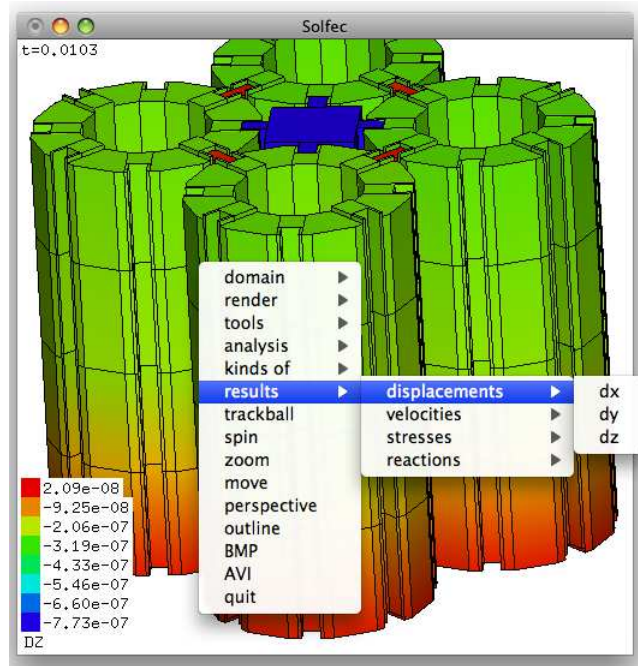 Solfec
t=0.0103
domain
render
tools
analysis
kinds of
results
trackball
spin
zoom
move
perspective
outline
BMP
AVI
quit
displacements
velocities
stresses
reactions
dx
dy
dz
2.09e-08
-9.25e-08
-2.06e-07
-3.19e-07
-4.33e-07
-5.46e-07
-6.60e-07
-7.73e-07
DZ